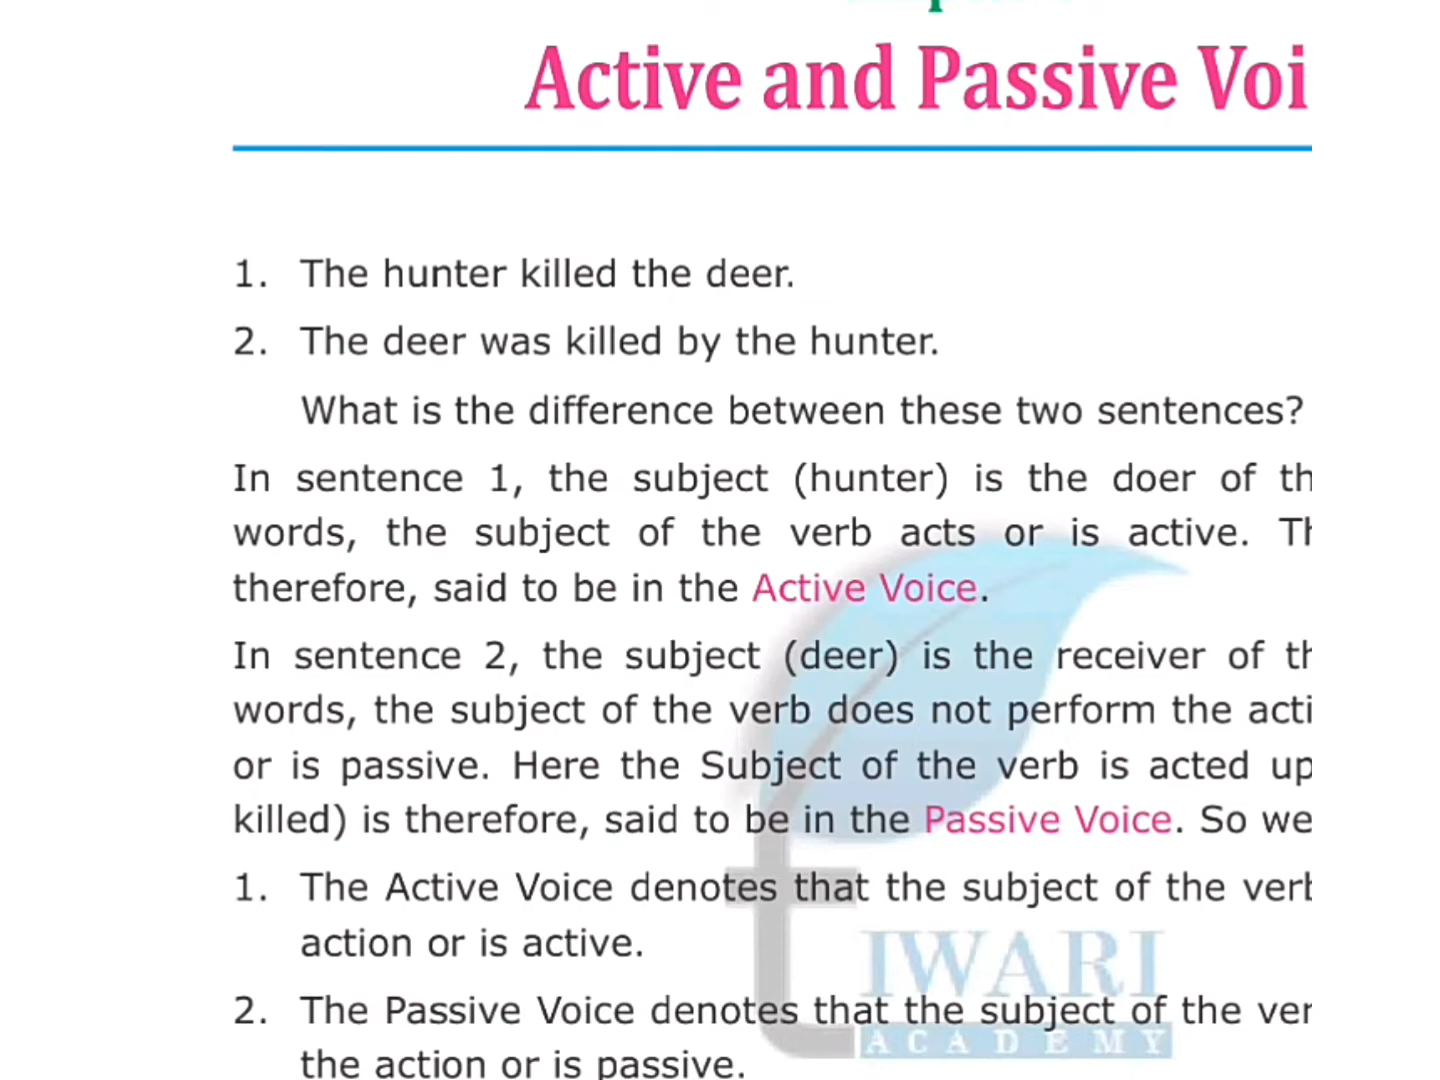 Active and Passive Voi
1. The hunter killed the deer.
2. The deer was killed by the hunter.
What is the difference between these two sentences?
In sentence 1, the subject (hunter) is the doer of th
words, the subject of the verb acts or is active. Th
therefore, said to be in the Active Voice.
In sentence 2, the subject (deer) is the receiver of th
words, the subject of the verb does not perform the acti
or is passive. Here the Subject of the verb is acted up
killed) is therefore, said to be in the Passive Voice. So we
1. The Active Voice denotes that the subject of the verb
action or is active.
2. The Passive Voice denotes that the subject of the ver
the action or is passive.
tIWARI
ACADEMY